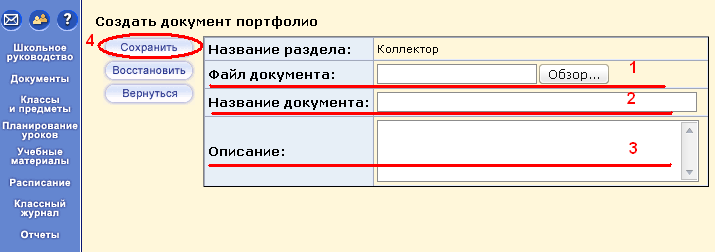 ?
Школьное
руководство
Документы
Классы
и предметы
Планирование
уроков
Учебные
материалы
Расписание
Классный
журнал
Отчеты
Создать документ портфолио
4 Сохранить
Восстановить
Вернуться
Название раздела: Коллектор
Файл документа: Обзор... 1
Название документа: 2
Описание: 3